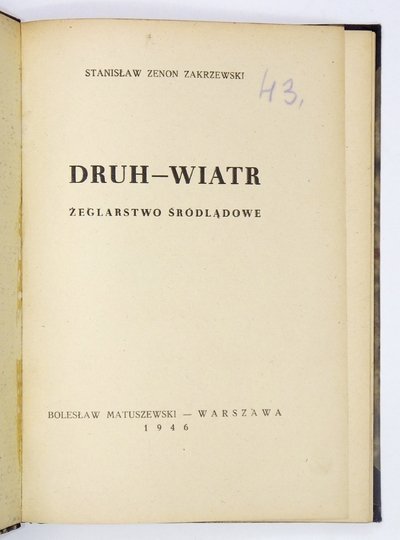 STANISŁAW ZENON ZAKRZEWSKI
43.
DRUH—WIATR
ŻEGLARSTWO ŚRÓDLĄDOWE
BOLESŁAW MATUSZEWSKI — WARSZAWA
1946